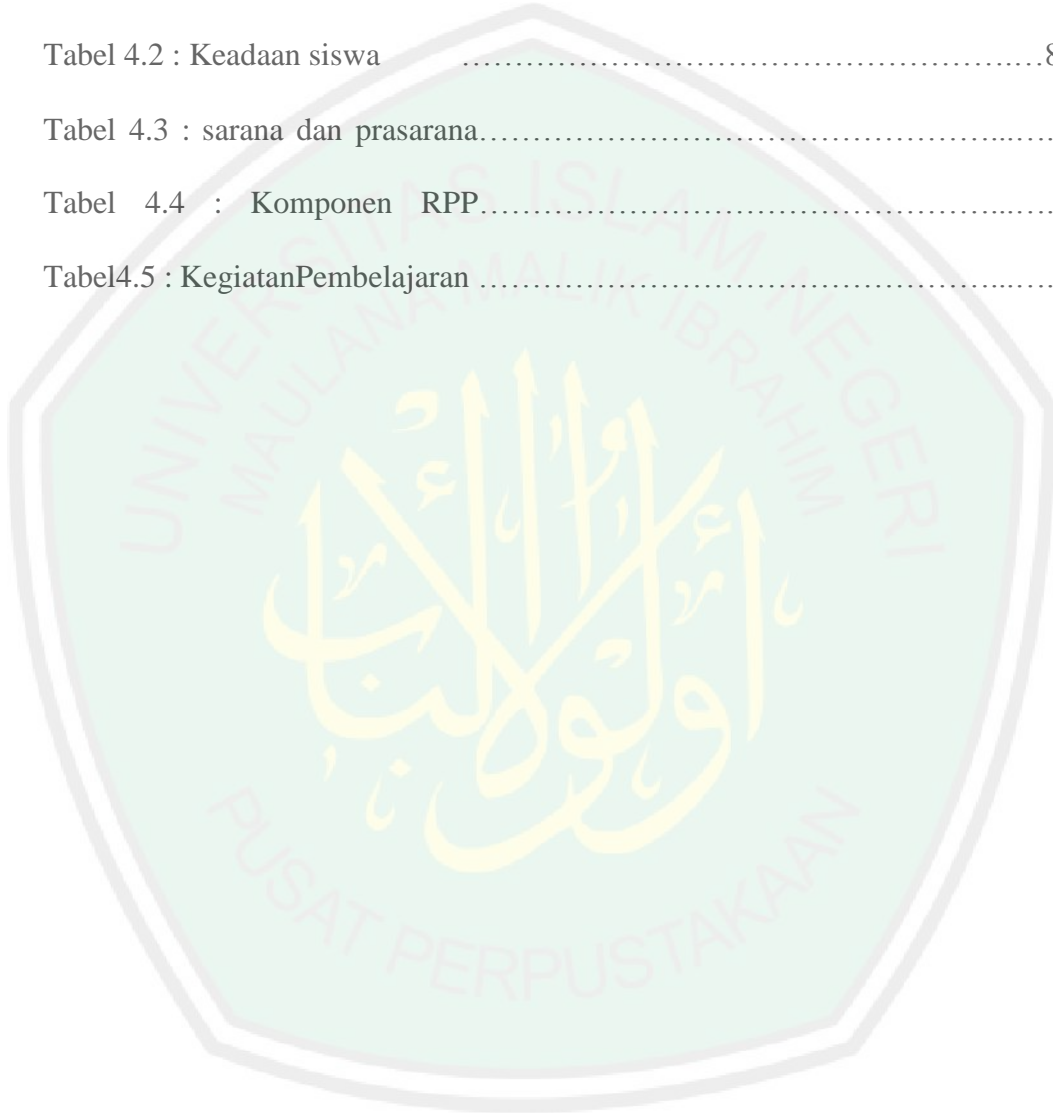 Tabel 4.2 : Keadaan siswa ……………………………………………….…8
Tabel 4.3 : sarana dan prasarana……………………………………………...….
Tabel 4.4 : Komponen RPP……………………………………………...….
Tabel4.5 : KegiatanPembelajaran ……………………………………………...….
UNIVERSITAS ISLAM NEGERI
MAULANA MALIK IBRAHIM
أولو الألباب
PUSAT PERPUSTAKAAN